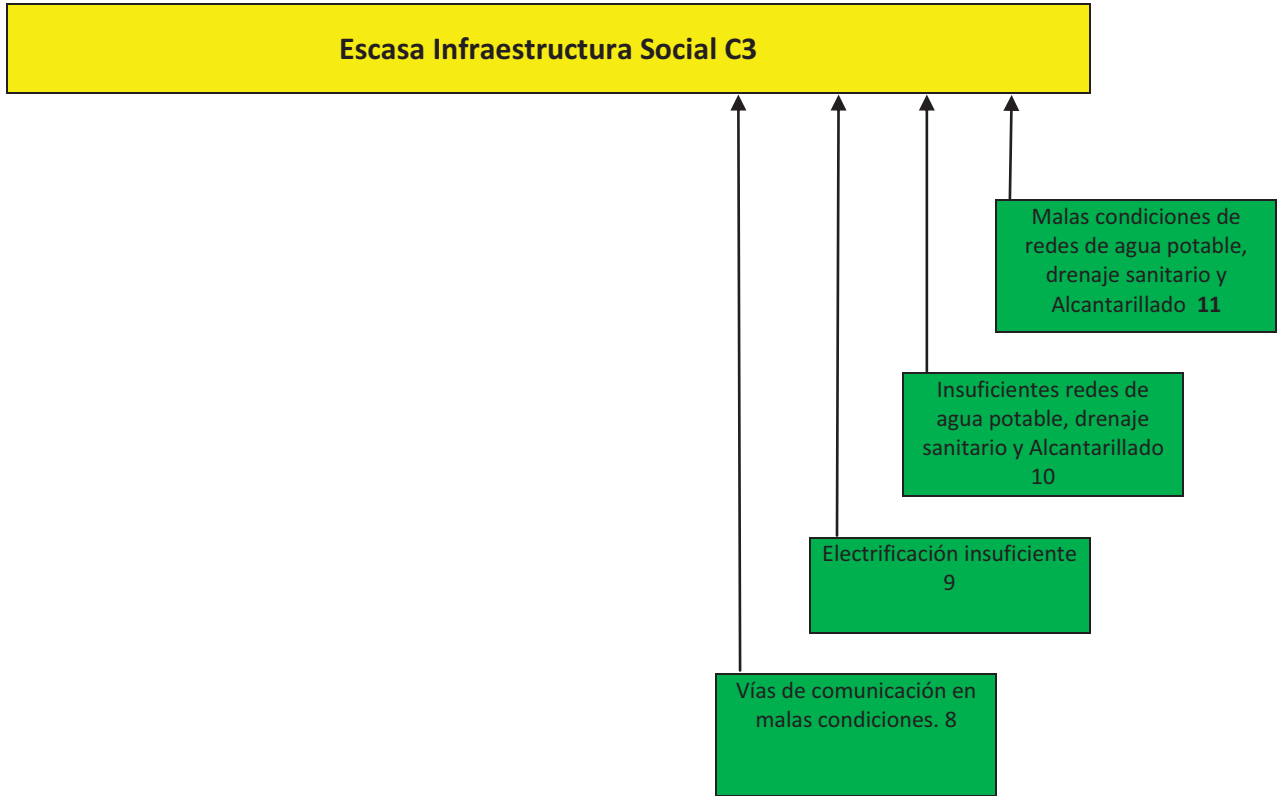 Escasa Infraestructura Social C3
Malas condiciones de
redes de agua potable,
drenaje sanitario y
Alcantarillado 11
Insuficientes redes de
agua potable, drenaje
sanitario y Alcantarillado
10
Electrificación insuficiente
9
Vías de comunicación en
malas condiciones. 8